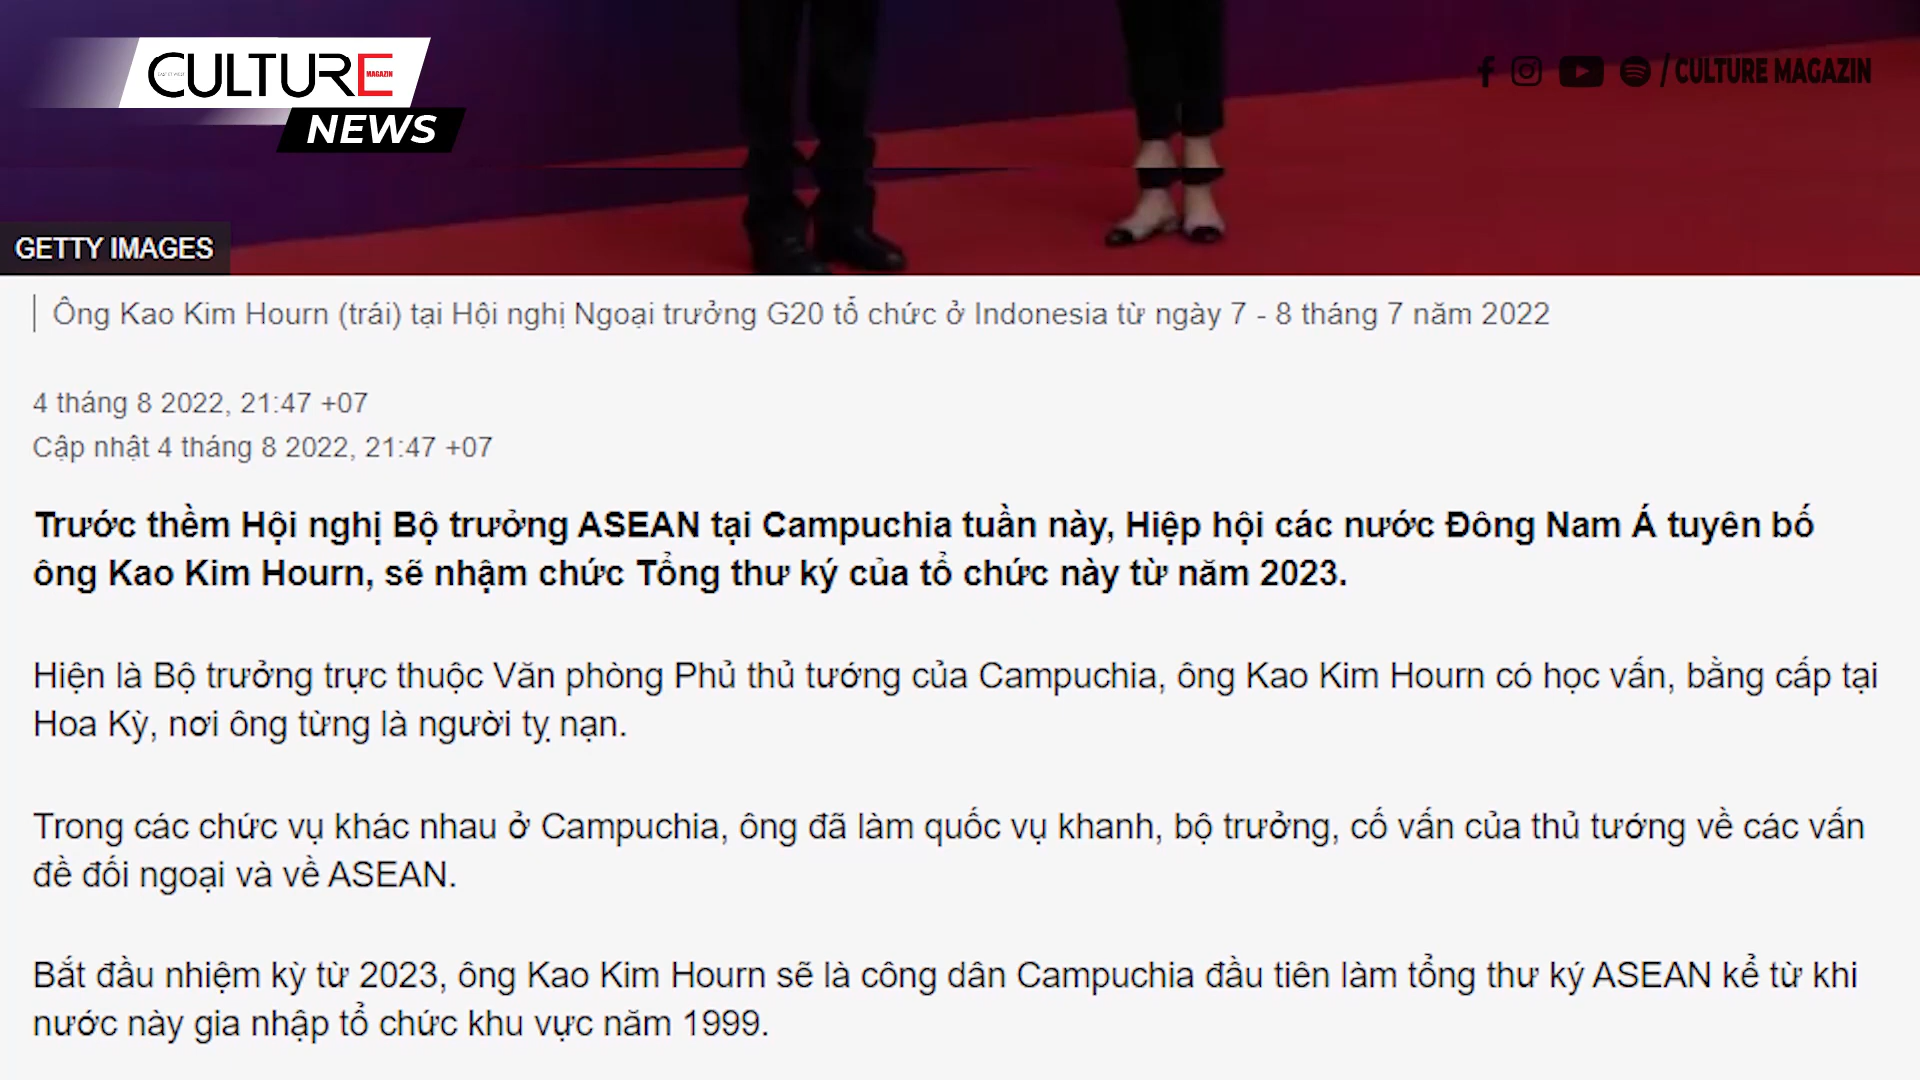 CULTURE
MAGAZIN
NEWS
/ CULTURE MAGAZIN
GETTY IMAGES
Ông Kao Kim Hourn (trái) tại Hội nghị Ngoại trưởng G20 tổ chức ở Indonesia từ ngày 7 - 8 tháng 7 năm 2022
4 tháng 8 2022, 21:47 +07
Cập nhật 4 tháng 8 2022, 21:47 +07
Trước thềm Hội nghị Bộ trưởng ASEAN tại Campuchia tuần này, Hiệp hội các nước Đông Nam Á tuyên bố
ông Kao Kim Hourn, sẽ nhậm chức Tổng thư ký của tổ chức này từ năm 2023.
Hiện là Bộ trưởng trực thuộc Văn phòng Phủ thủ tướng của Campuchia, ông Kao Kim Hourn có học vấn, bằng cấp tại
Hoa Kỳ, nơi ông từng là người tỵ nạn.
Trong các chức vụ khác nhau ở Campuchia, ông đã làm quốc vụ khanh, bộ trưởng, cố vấn của thủ tướng về các vấn
đề đối ngoại và về ASEAN.
Bắt đầu nhiệm kỳ từ 2023, ông Kao Kim Hourn sẽ là công dân Campuchia đầu tiên làm tổng thư ký ASEAN kể từ khi
nước này gia nhập tổ chức khu vực năm 1999.